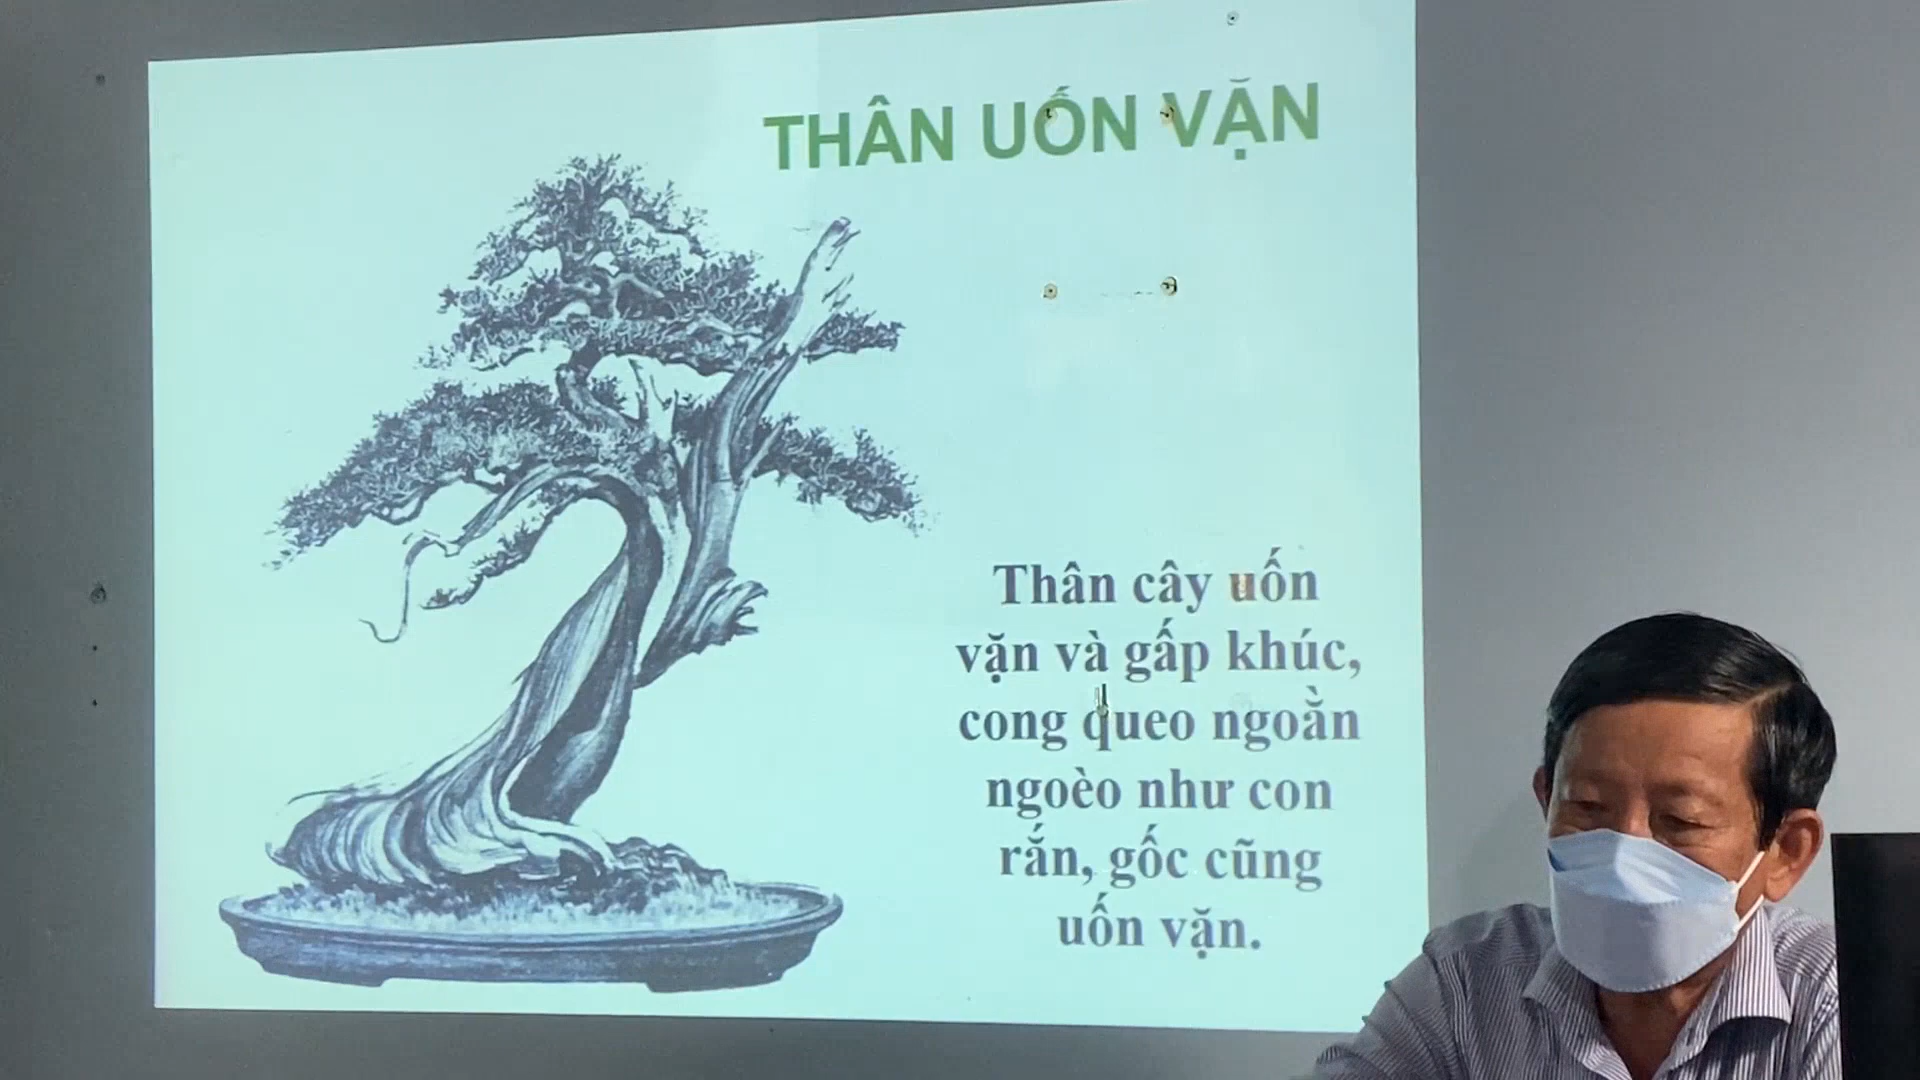 THÂN UỐN VẶN
Thân cây uốn
vặn và gấp khúc,
cong queo ngoằn
ngoèo như con
rắn, gốc cũng
uốn vặn.